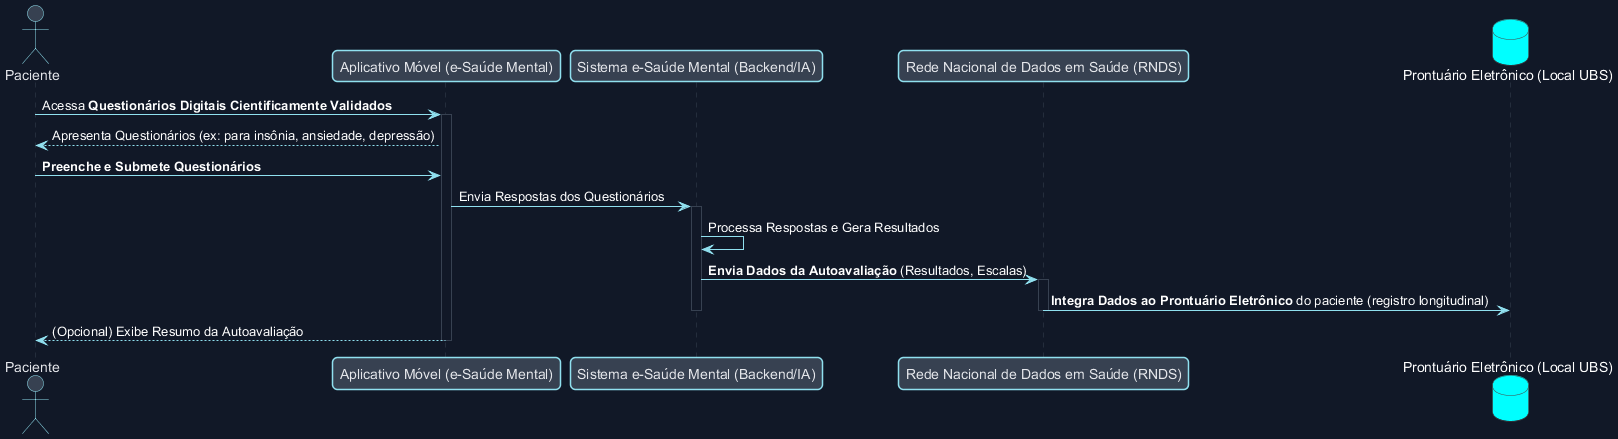 Paciente
Aplicativo Móvel (e-Saúde Mental)
Sistema e-Saúde Mental (Backend/IA)
Rede Nacional de Dados em Saúde (RNDS)
Prontuário Eletrônico (Local UBS)
Acessa Questionários Digitais Cientificamente Validados
Apresenta Questionários (ex: para insônia, ansiedade, depressão)
Preenche e Submete Questionários
Envia Respostas dos Questionários
Processa Respostas e Gera Resultados
Envia Dados da Autoavaliação (Resultados, Escalas)
Integra Dados ao Prontuário Eletrônico do paciente (registro longitudinal)
(Opcional) Exibe Resumo da Autoavaliação
Paciente
Aplicativo Móvel (e-Saúde Mental)
Sistema e-Saúde Mental (Backend/IA)
Rede Nacional de Dados em Saúde (RNDS)
Prontuário Eletrônico (Local UBS)